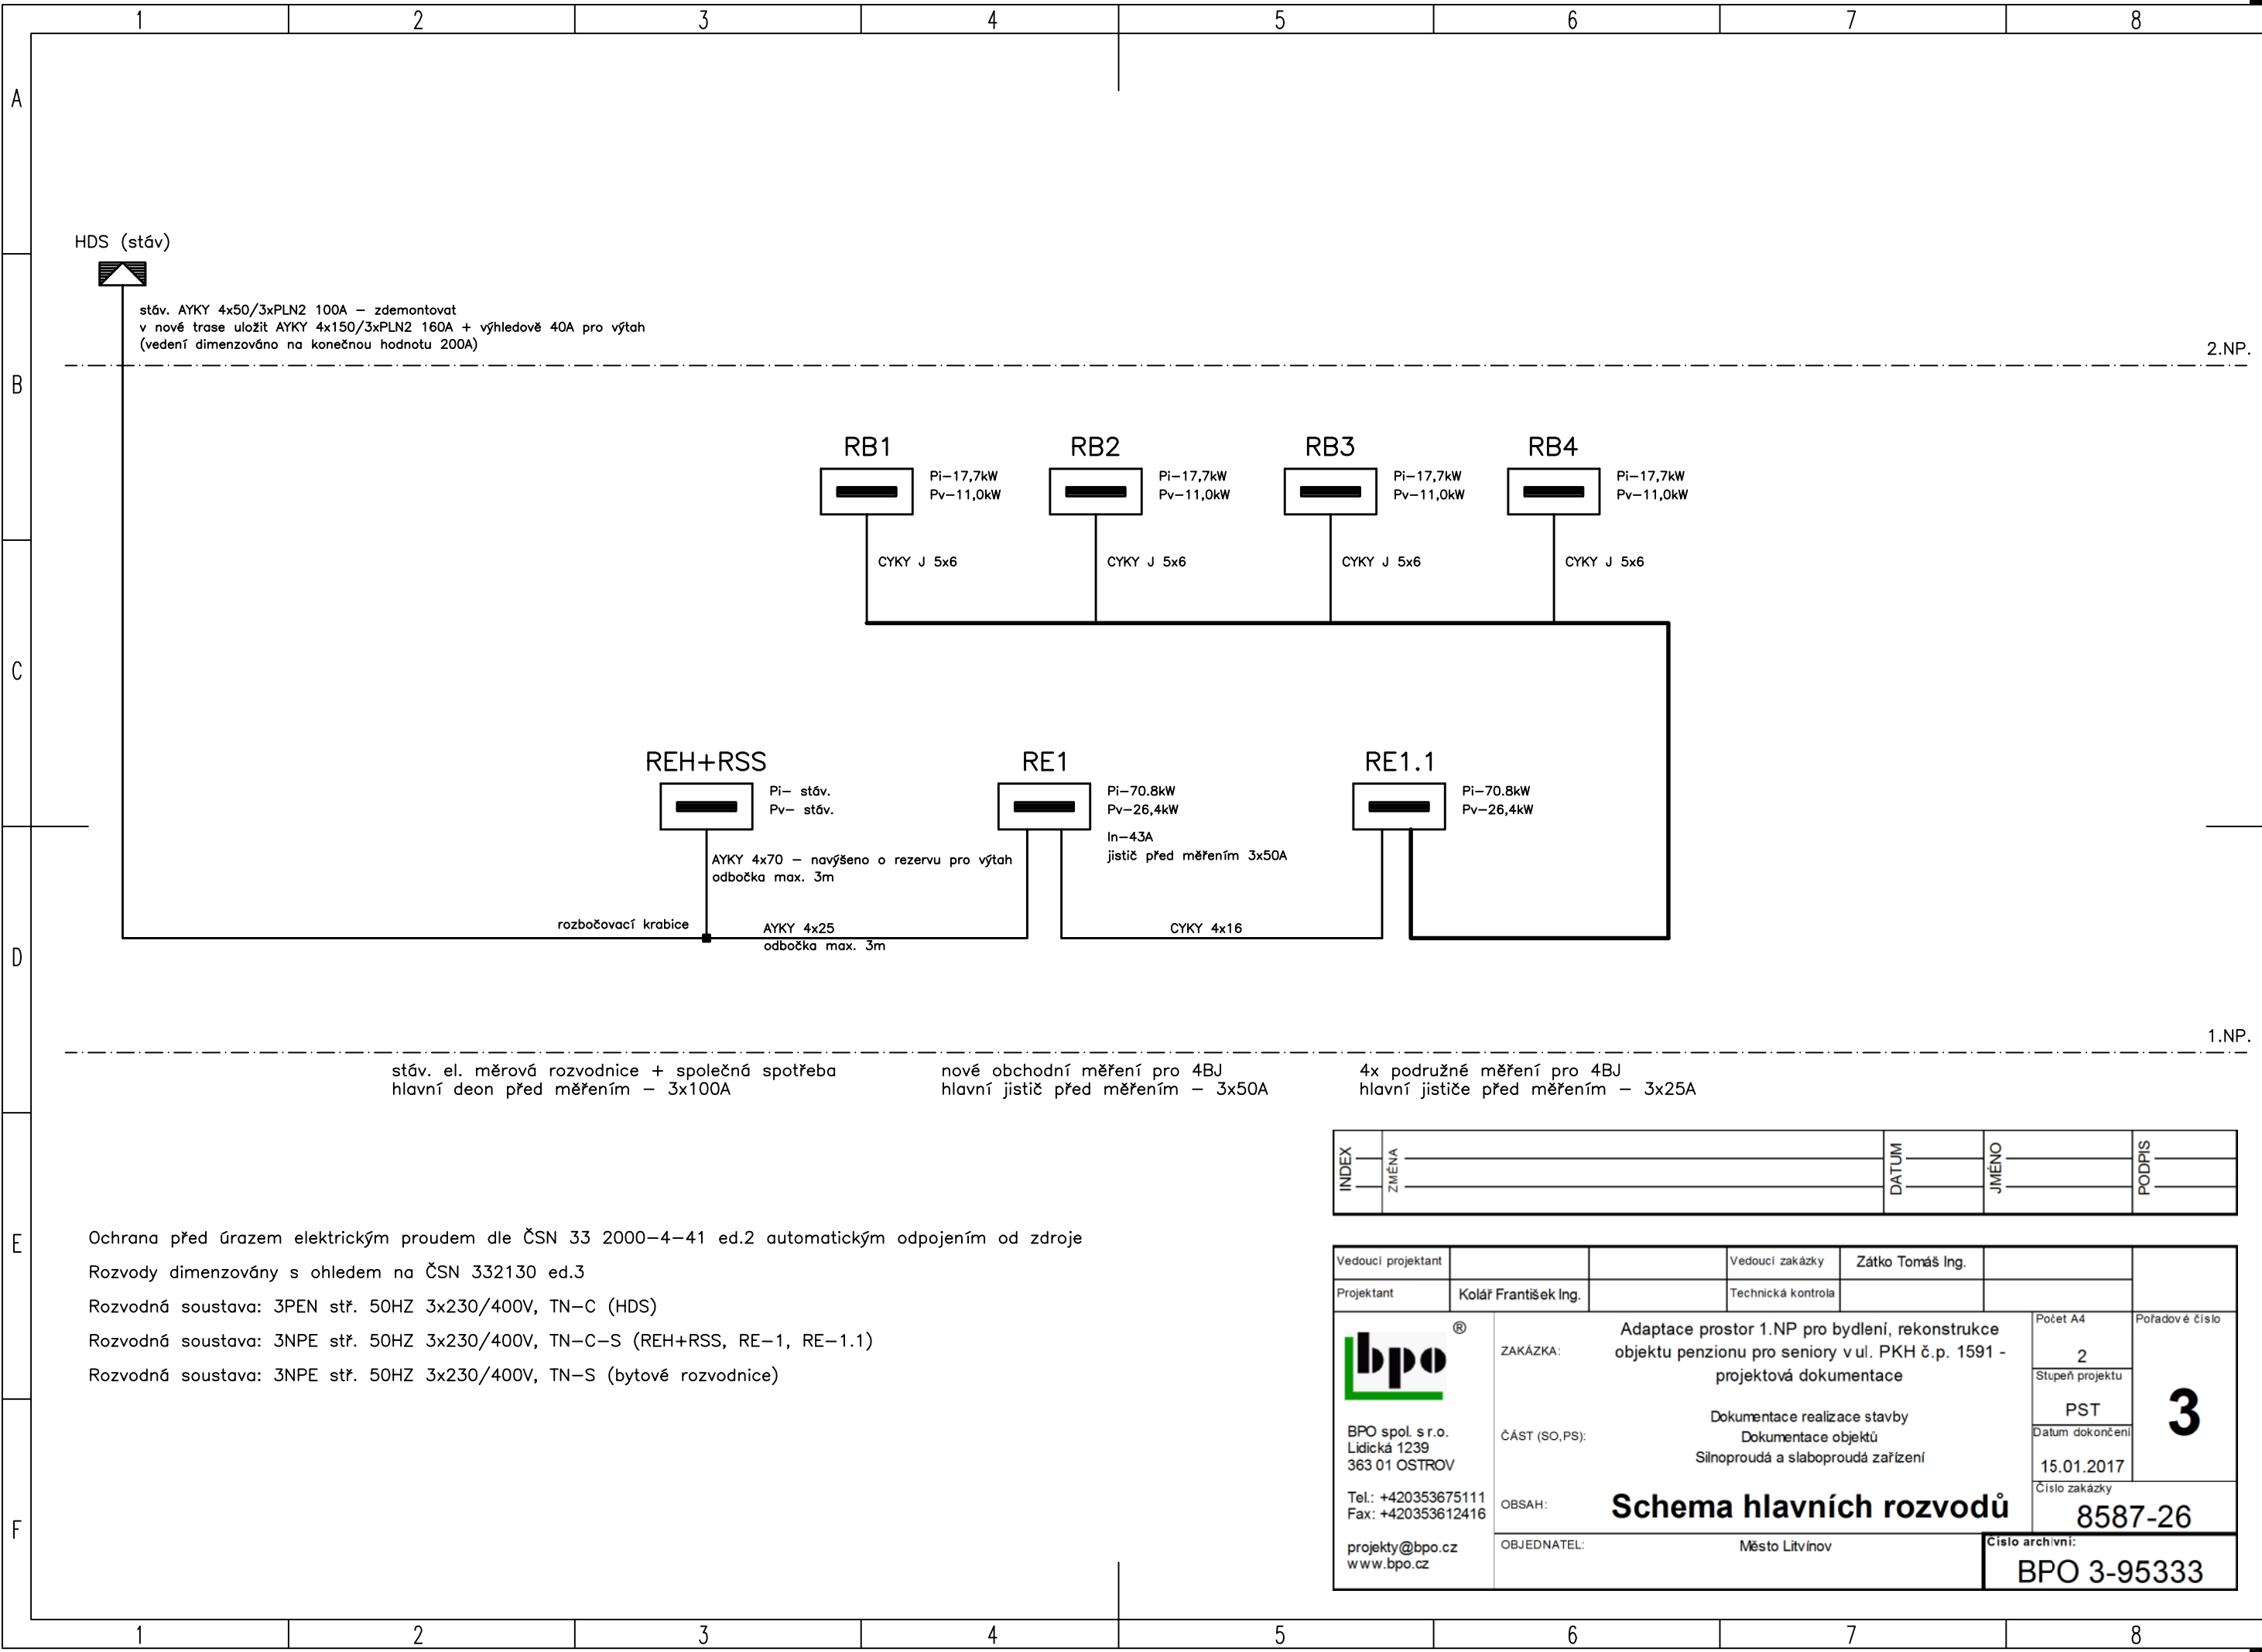 1 2 3 4 5 6 7 8
A
HDS (stáv)
stáv. AYKY 4x50/3xPLN2 100A – zdemontovat
v nové trase uložit AYKY 4x150/3xPLN2 160A + výhledově 40A pro výtah
(vedení dimenzováno na konečnou hodnotu 200A)
2.NP.
B
RB1 RB2 RB3 RB4
Pi–17,7kW Pi–17,7kW Pi–17,7kW Pi–17,7kW
Pv–11,0kW Pv–11,0kW Pv–11,0kW Pv–11,0kW
CYKY J 5x6 CYKY J 5x6 CYKY J 5x6 CYKY J 5x6
C
REH+RSS RE1 RE1.1
Pi– stáv. Pi–70.8kW Pi–70.8kW
Pv– stáv. Pv–26,4kW Pv–26,4kW
In–43A
jistič před měřením 3x50A
AYKY 4x70 – navýšeno o rezervu pro výtah
odbočka max. 3m
rozbočovací krabice
AYKY 4x25
odbočka max. 3m
CYKY 4x16
D
1.NP.
stáv. el. měrová rozvodnice + společná spotřeba
hlavní deon před měřením – 3x100A
nové obchodní měření pro 4BJ
hlavní jistič před měřením – 3x50A
4x podružné měření pro 4BJ
hlavní jističe před měřením – 3x25A
INDEX ZMĚNA DATUM JMÉNO PODPIS
E
Ochrana před úrazem elektrickým proudem dle ČSN 33 2000–4–41 ed.2 automatickým odpojením od zdroje
Rozvody dimenzovány s ohledem na ČSN 332130 ed.3
Rozvodná soustava: 3PEN stř. 50HZ 3x230/400V, TN–C (HDS)
Rozvodná soustava: 3NPE stř. 50HZ 3x230/400V, TN–C–S (REH+RSS, RE–1, RE–1.1)
Rozvodná soustava: 3NPE stř. 50HZ 3x230/400V, TN–S (bytové rozvodnice)
Vedoucí projektant Vedoucí zakázky Zátko Tomáš Ing.
Projektant Kolář František Ing. Technická kontrola
bpo ®
BPO spol. s r.o.
Lidická 1239
363 01 OSTROV
Tel.: +420353675111
Fax: +420353612416
projekty@bpo.cz
www.bpo.cz
ZAKÁZKA:
Adaptace prostor 1.NP pro bydlení, rekonstrukce
objektu penzionu pro seniory v ul. PKH č.p. 1591 -
projektová dokumentace
ČÁST (SO,PS):
Dokumentace realizace stavby
Dokumentace objektů
Silnoproudá a slaboproudá zařízení
OBSAH:
Schema hlavních rozvodů
OBJEDNATEL:
Město Litvínov
Počet A4
2
Stupeň projektu
PST
Datum dokončení
15.01.2017
Pořadové číslo
3
Číslo zakázky
8587-26
Číslo archivní:
BPO 3-95333
F
1 2 3 4 5 6 7 8